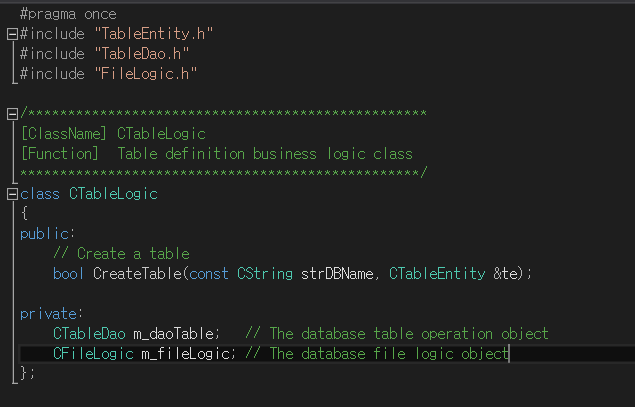 #pragma once
#include "TableEntity.h"
#include "TableDao.h"
#include "FileLogic.h"
/**************************************************
[ClassName] CTableLogic
[Function]  Table definition business logic class
**************************************************/
class CTableLogic
{
public:
    // Create a table
    bool CreateTable(const CString strDBName, CTableEntity &te);
private:
    CTableDao m_daoTable;   // The database table operation object
    CFileLogic m_fileLogic; // The database file logic object
};